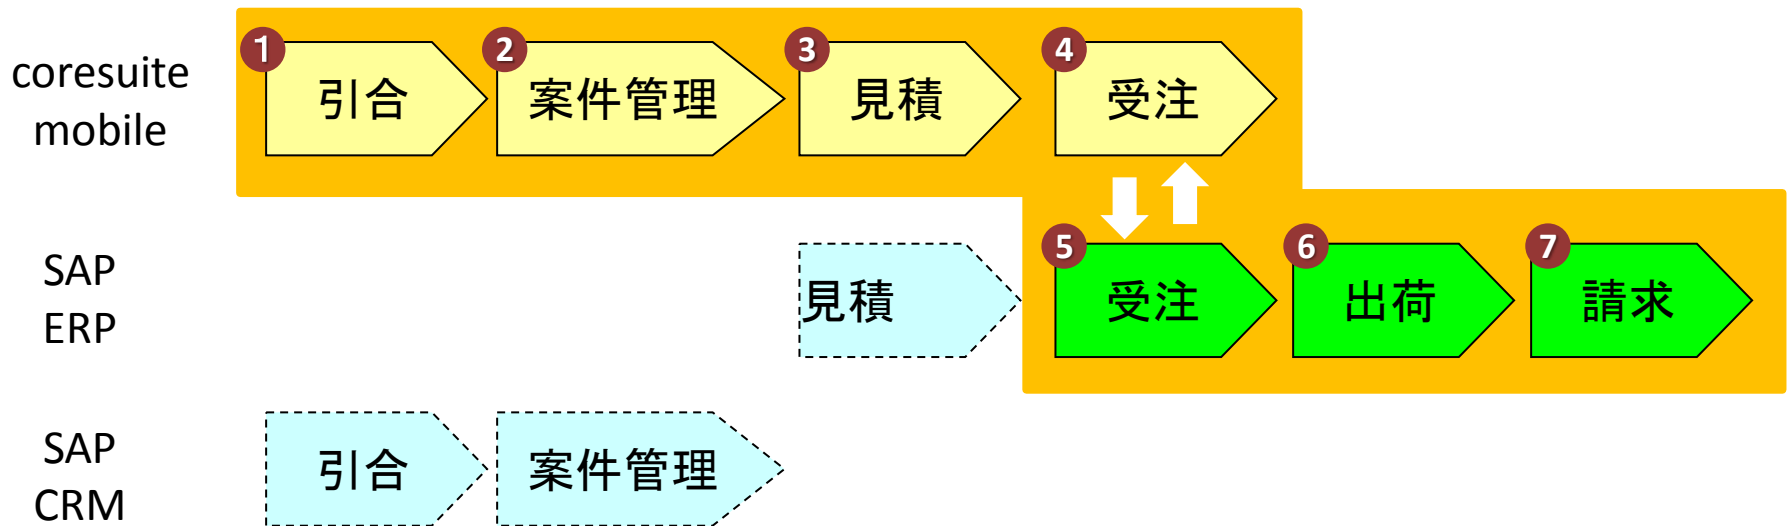 coresuite
mobile
1 引合
2 案件管理
3 見積
4 受注
SAP
ERP
見積
5 受注
6 出荷
7 請求
SAP
CRM
引合
案件管理